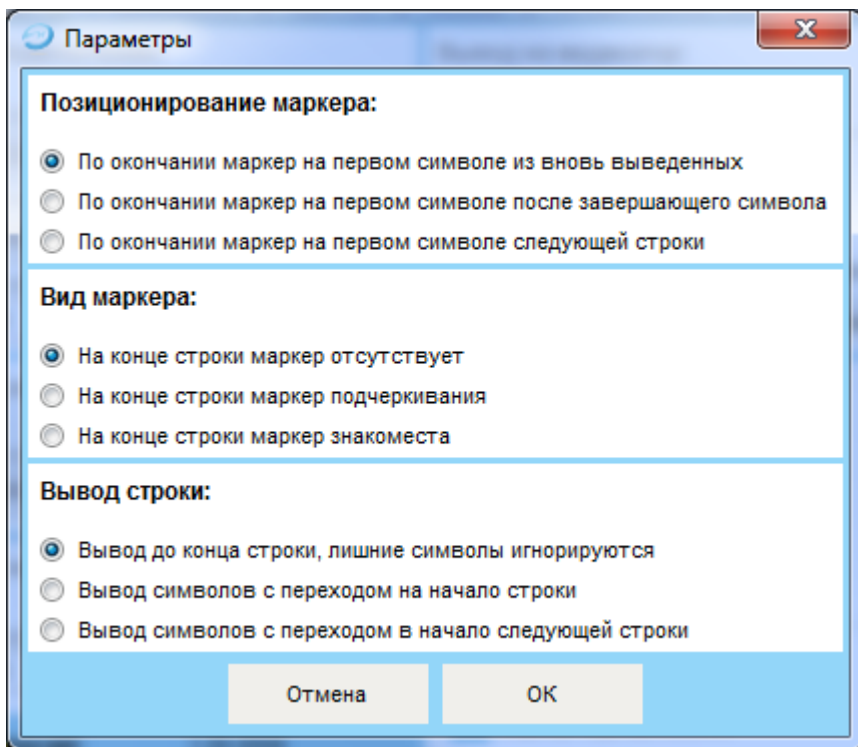 Параметры
Позиционирование маркера:
По окончании маркер на первом символе из вновь выведенных
По окончании маркер на первом символе после завершающего символа
По окончании маркер на первом символе следующей строки
Вид маркера:
На конце строки маркер отсутствует
На конце строки маркер подчеркивания
На конце строки маркер знакоместа
Вывод строки:
Вывод до конца строки, лишние символы игнорируются
Вывод символов с переходом на начало строки
Вывод символов с переходом в начало следующей строки
Отмена ОК